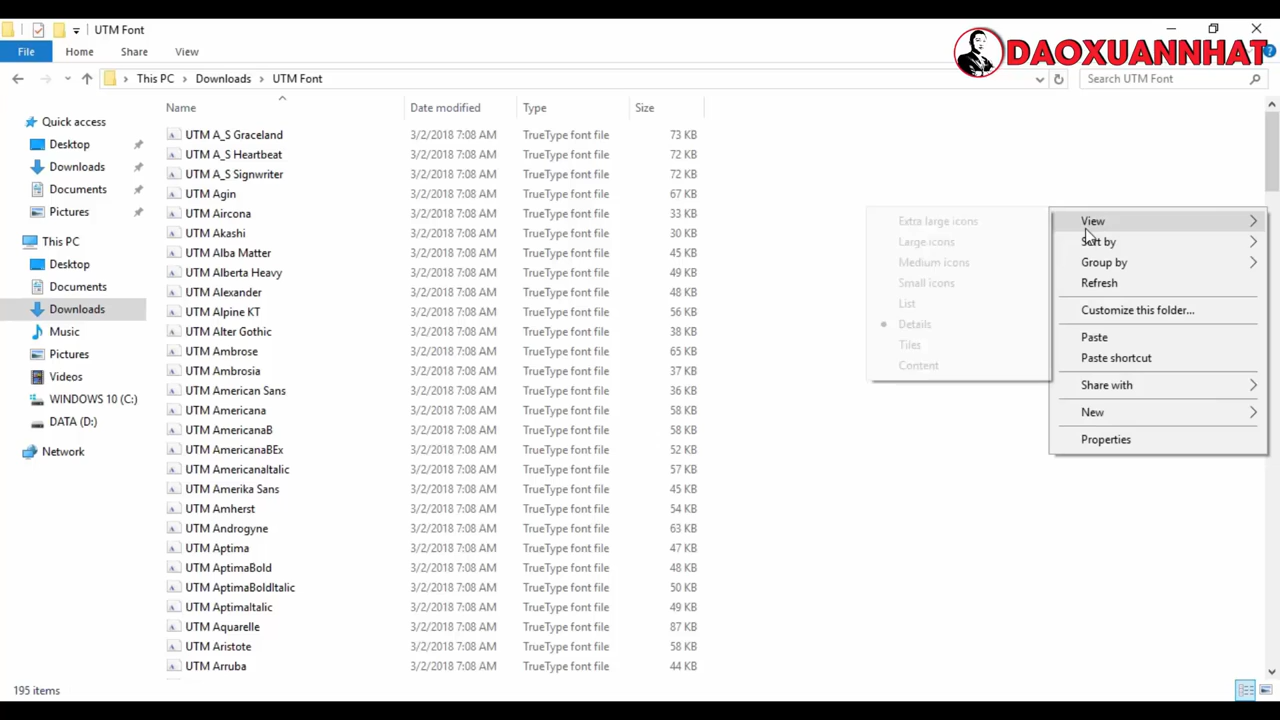 UTM Font
DAOXUANNHAT
File Home Share View
This PC Downloads UTM Font
Search UTM Font
Name Date modified Type Size
Quick access
Desktop
Downloads
Documents
Pictures
This PC
Desktop
Documents
Downloads
Music
Pictures
Videos
WINDOWS 10 (C:)
DATA (D:)
Network
UTM A_S Graceland 3/2/2018 7:08 AM TrueType font file 73 KB
UTM A_S Heartbeat 3/2/2018 7:08 AM TrueType font file 72 KB
UTM A_S Signwriter 3/2/2018 7:08 AM TrueType font file 72 KB
UTM Agin 3/2/2018 7:08 AM TrueType font file 67 KB
UTM Aircona 3/2/2018 7:08 AM TrueType font file 33 KB
UTM Akashi 3/2/2018 7:08 AM TrueType font file 30 KB
UTM Alba Matter 3/2/2018 7:08 AM TrueType font file 45 KB
UTM Alberta Heavy 3/2/2018 7:08 AM TrueType font file 49 KB
UTM Alexander 3/2/2018 7:08 AM TrueType font file 48 KB
UTM Alpine KT 3/2/2018 7:08 AM TrueType font file 56 KB
UTM Alter Gothic 3/2/2018 7:08 AM TrueType font file 38 KB
UTM Ambrose 3/2/2018 7:08 AM TrueType font file 65 KB
UTM Ambrosia 3/2/2018 7:08 AM TrueType font file 37 KB
UTM American Sans 3/2/2018 7:08 AM TrueType font file 36 KB
UTM Americana 3/2/2018 7:08 AM TrueType font file 58 KB
UTM AmericanaB 3/2/2018 7:08 AM TrueType font file 58 KB
UTM AmericanaBEx 3/2/2018 7:08 AM TrueType font file 52 KB
UTM AmericanaItalic 3/2/2018 7:08 AM TrueType font file 57 KB
UTM Amerika Sans 3/2/2018 7:08 AM TrueType font file 45 KB
UTM Amherst 3/2/2018 7:08 AM TrueType font file 54 KB
UTM Androgyne 3/2/2018 7:08 AM TrueType font file 63 KB
UTM Aptima 3/2/2018 7:08 AM TrueType font file 47 KB
UTM AptimaBold 3/2/2018 7:08 AM TrueType font file 48 KB
UTM AptimaBoldItalic 3/2/2018 7:08 AM TrueType font file 50 KB
UTM AptimaItalic 3/2/2018 7:08 AM TrueType font file 49 KB
UTM Aquarelle 3/2/2018 7:08 AM TrueType font file 87 KB
UTM Aristote 3/2/2018 7:08 AM TrueType font file 58 KB
UTM Arruba 3/2/2018 7:08 AM TrueType font file 44 KB
Extra large icons
Large icons
Medium icons
Small icons
List
Details
Tiles
Content
View
Sort by
Group by
Refresh
Customize this folder...
Paste
Paste shortcut
Share with
New
Properties
195 items